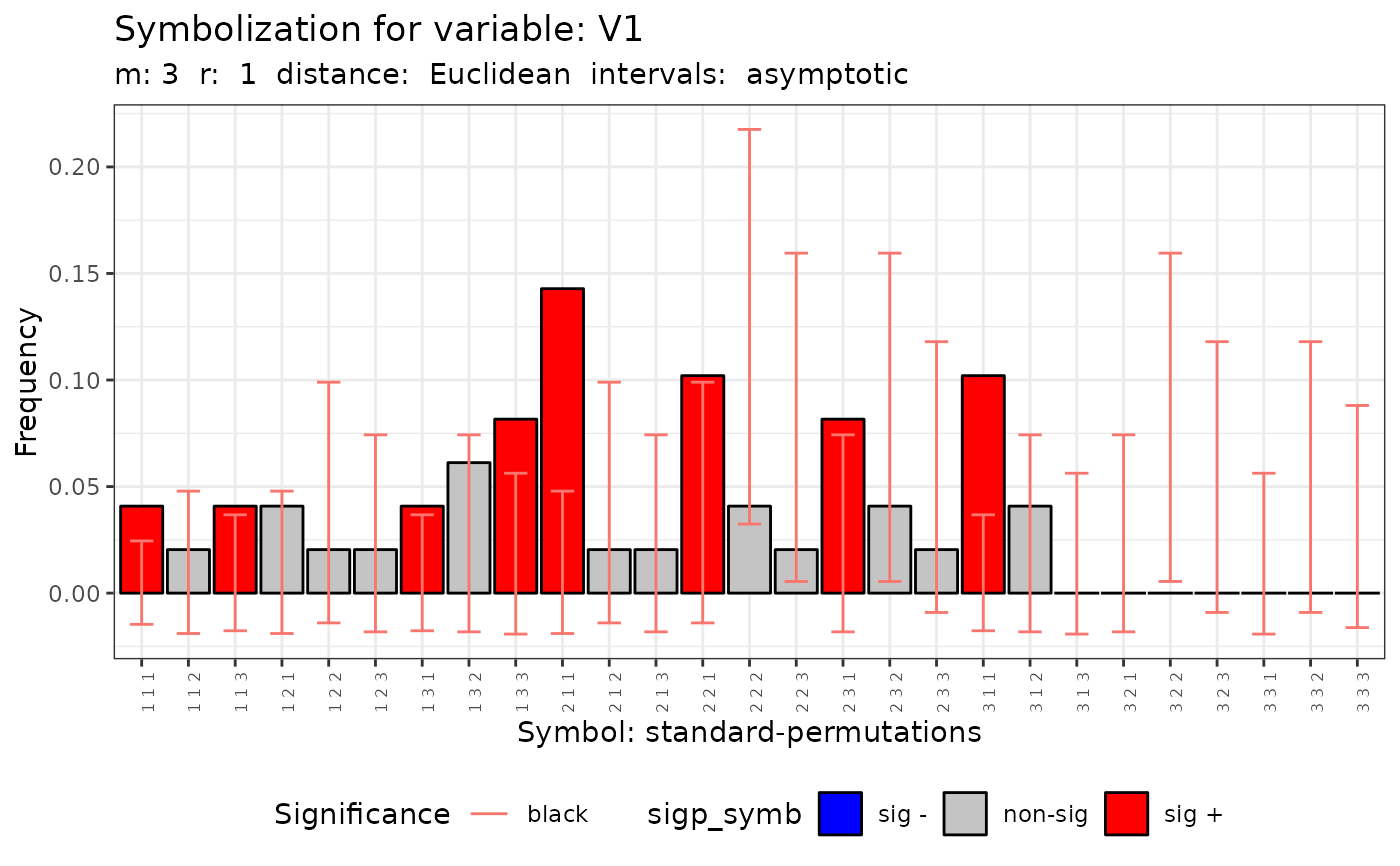 Symbolization for variable: V1
m: 3 r: 1 distance: Euclidean intervals: asymptotic
Frequency
0.20
0.15
0.10
0.05
0.00
1 1 1
1 1 2
1 1 3
1 2 1
1 2 2
1 2 3
1 3 1
1 3 2
1 3 3
2 1 1
2 1 2
2 1 3
2 2 1
2 2 2
2 2 3
2 3 1
2 3 2
2 3 3
3 1 1
3 1 2
3 1 3
3 2 1
3 2 2
3 2 3
3 3 1
3 3 2
3 3 3
Symbol: standard-permutations
Significance black sigp_symb sig - non-sig sig +